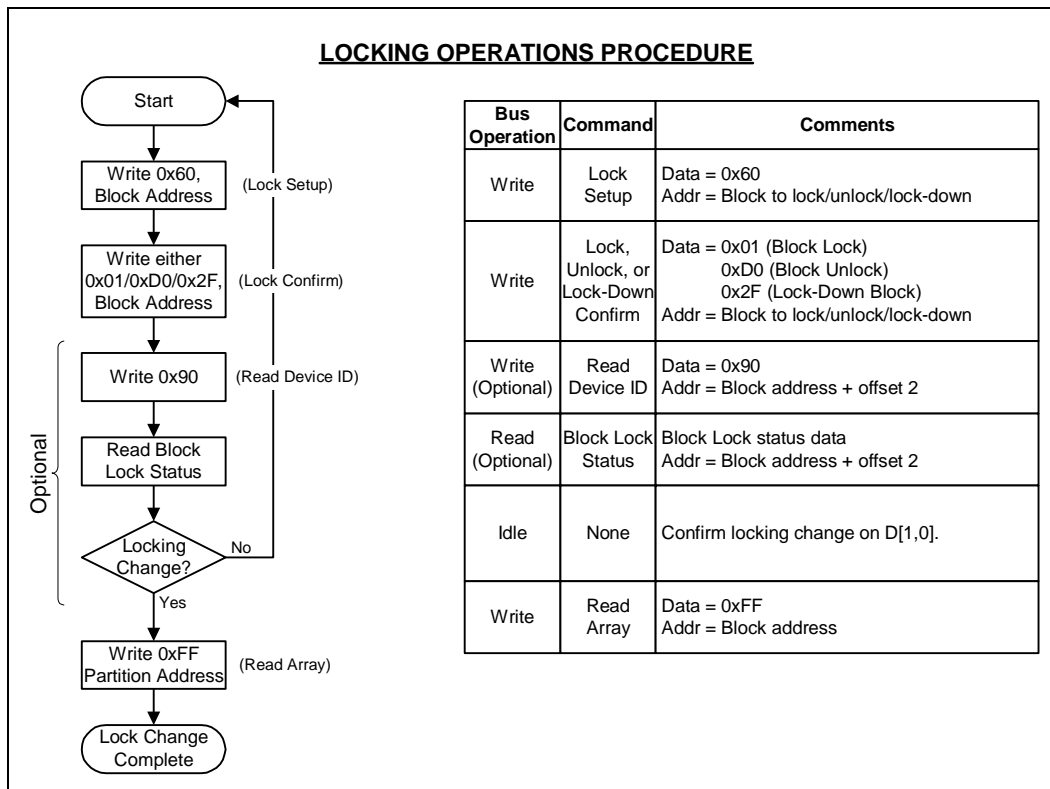 LOCKING OPERATIONS PROCEDURE
Start
Write 0x60,
Block Address
(Lock Setup)
Write either
0x01/0xD0/0x2F,
Block Address
(Lock Confirm)
Optional
Write 0x90
(Read Device ID)
Read Block
Lock Status
Locking
Change?
No
Yes
Write 0xFF
Partition Address
(Read Array)
Lock Change
Complete
Bus
Operation
Command
Comments
Write
Lock
Setup
Data = 0x60
Addr = Block to lock/unlock/lock-down
Write
Lock,
Unlock, or
Lock-Down
Confirm
Data = 0x01 (Block Lock)
0xD0 (Block Unlock)
0x2F (Lock-Down Block)
Addr = Block to lock/unlock/lock-down
Write
(Optional)
Read
Device ID
Data = 0x90
Addr = Block address + offset 2
Read
(Optional)
Block Lock
Status
Block Lock status data
Addr = Block address + offset 2
Idle
None
Confirm locking change on D[1,0].
Write
Read
Array
Data = 0xFF
Addr = Block address